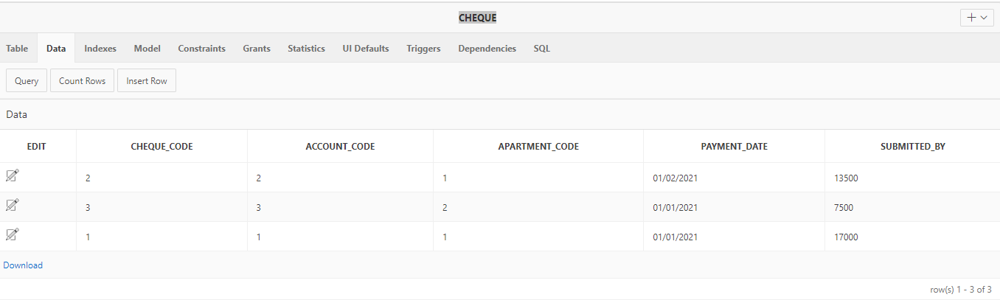 CHEQUE
Table Data Indexes Model Constraints Grants Statistics UI Defaults Triggers Dependencies SQL
Query Count Rows Insert Row
Data
EDIT CHEQUE_CODE ACCOUNT_CODE APARTMENT_CODE PAYMENT_DATE SUBMITTED_BY
2 2 1 01/02/2021 13500
3 3 2 01/01/2021 7500
1 1 1 01/01/2021 17000
Download
row(s) 1 - 3 of 3